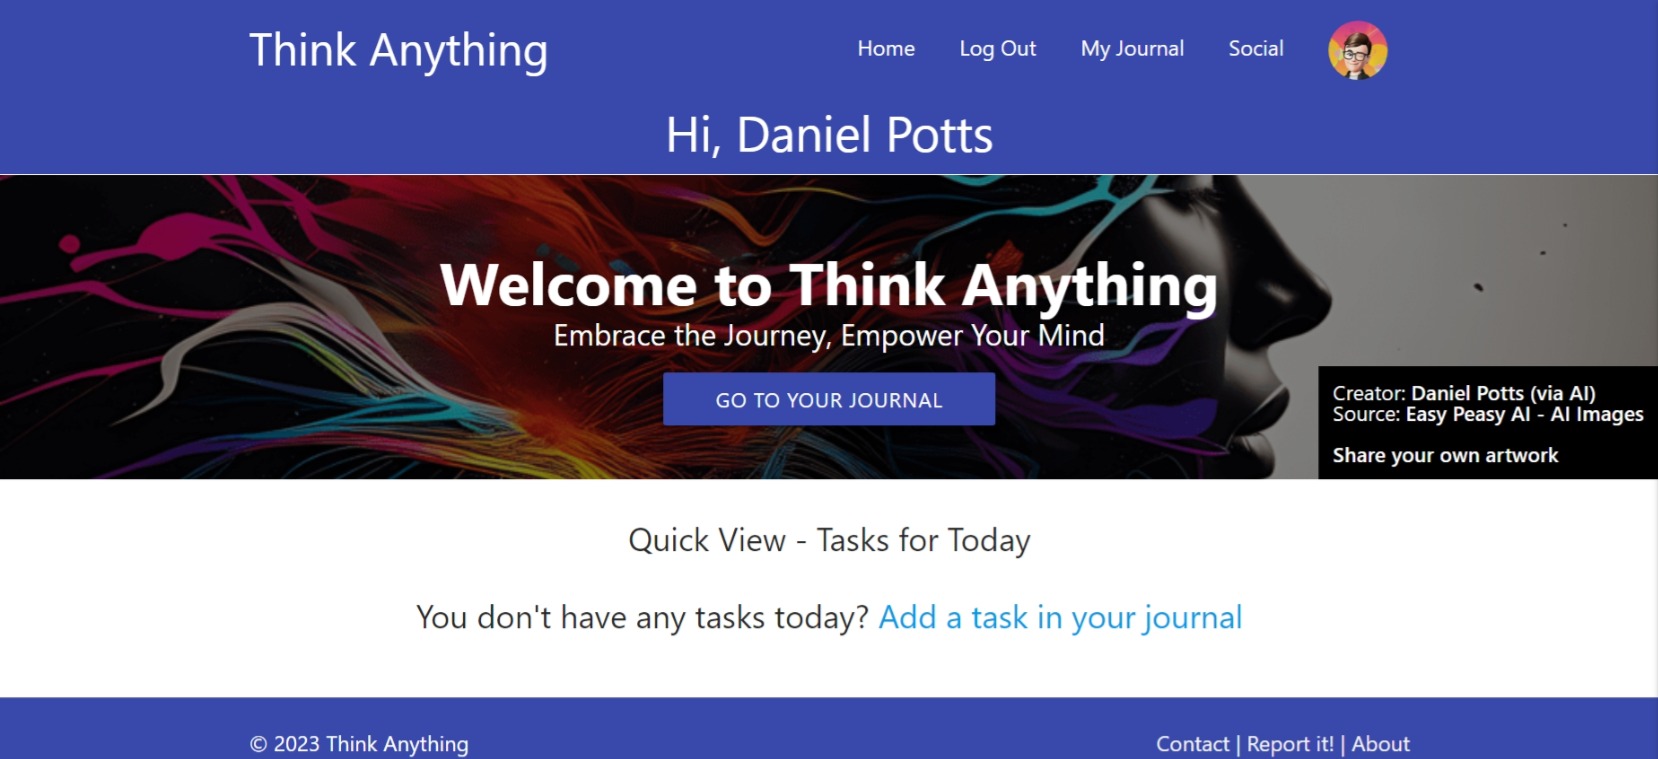 Think Anything
Home Log Out My Journal Social
Hi, Daniel Potts
Welcome to Think Anything
Embrace the Journey, Empower Your Mind
GO TO YOUR JOURNAL
Creator: Daniel Potts (via AI)
Source: Easy Peasy AI - AI Images
Share your own artwork
Quick View - Tasks for Today
You don't have any tasks today? Add a task in your journal
© 2023 Think Anything
Contact | Report it! | About